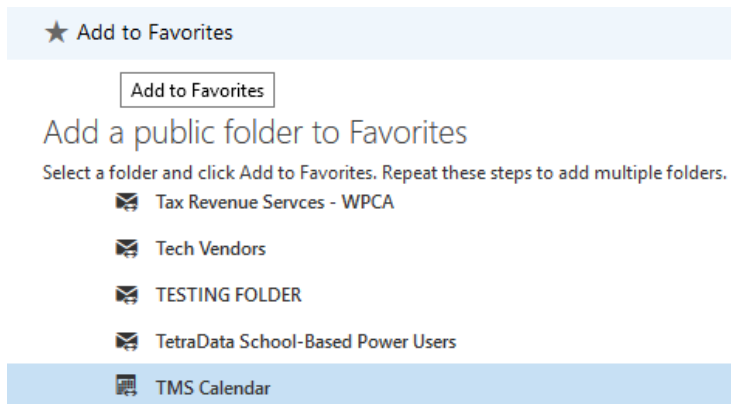 Add to Favorites
Add to Favorites
Add a public folder to Favorites
Select a folder and click Add to Favorites. Repeat these steps to add multiple folders.
Tax Revenue Servces - WPCA
Tech Vendors
TESTING FOLDER
TetraData School-Based Power Users
TMS Calendar